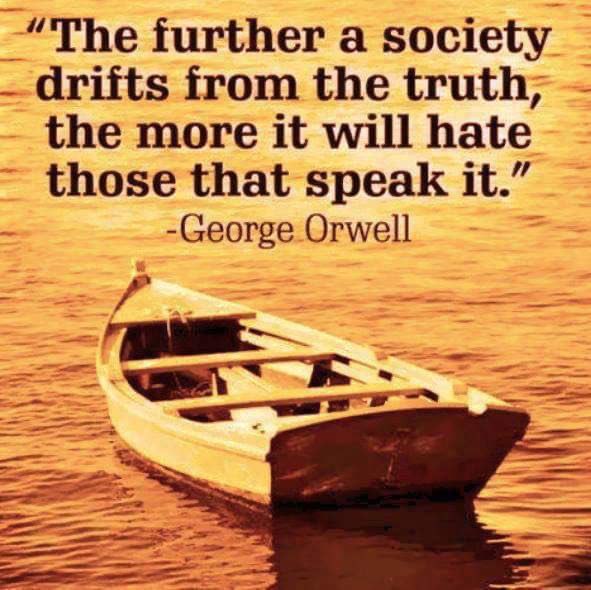 “The further a society
drifts from the truth,
the more it will hate
those that speak it.”
-George Orwell